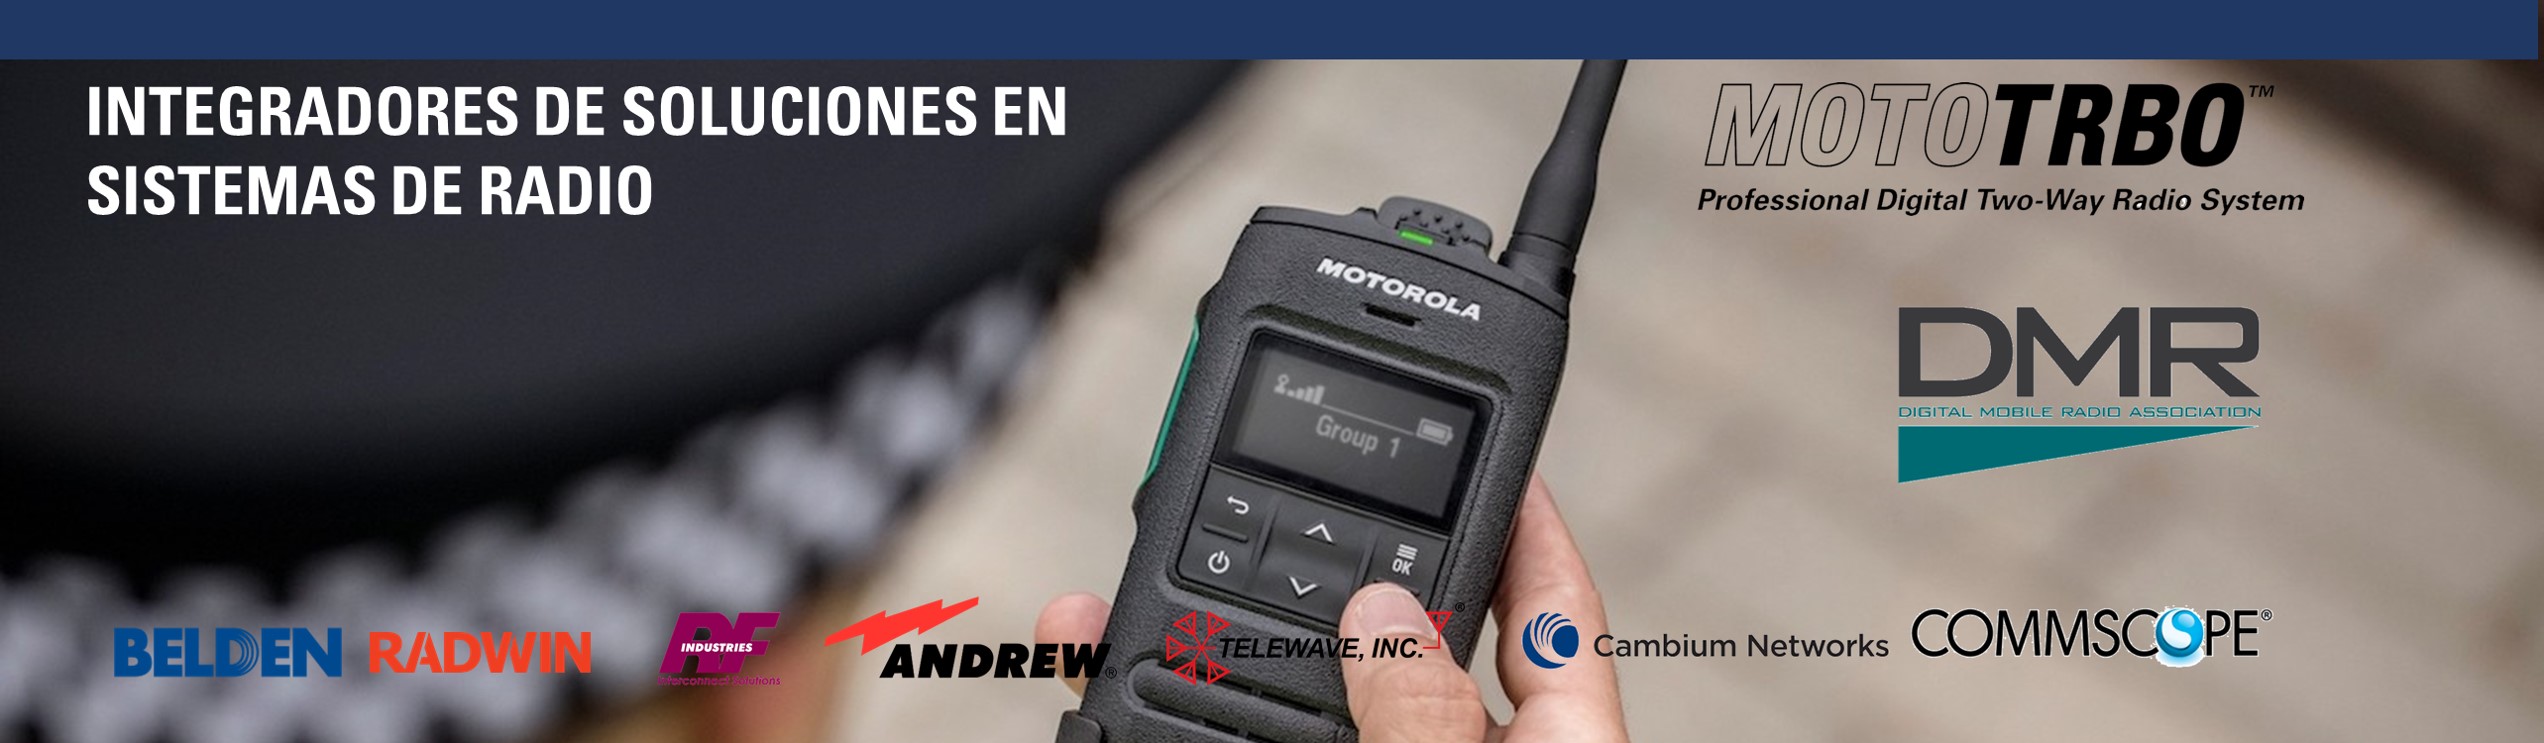 INTEGRADORES DE SOLUCIONES EN
SISTEMAS DE RADIO
MOTOTRBO™
Professional Digital Two-Way Radio System
DMR
DIGITAL MOBILE RADIO ASSOCIATION
MOTOROLA
Group 1
OK
BELDEN
RADWIN
RF
INDUSTRIES
Interconnect Solutions
ANDREW®
TELEWAVE, INC.®
Cambium Networks
COMMSCOPE®